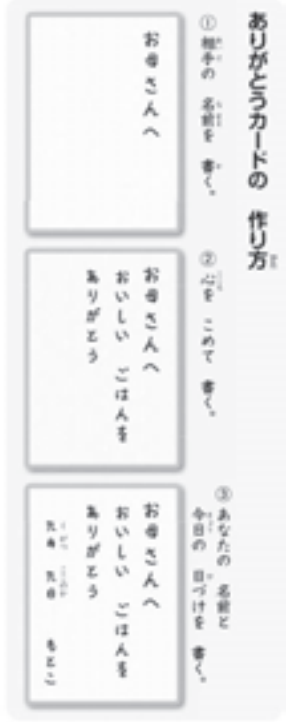 ありがとうカードの 作り方
①相手の 名前を 書く。
お母さんへ
②心を こめて 書く。
お母さんへ
おいしい ごはんを
ありがとう
③あなたの 名前と
今日の 日づけを 書く。
お母さんへ
おいしい ごはんを
ありがとう
九月 九日 もとこ